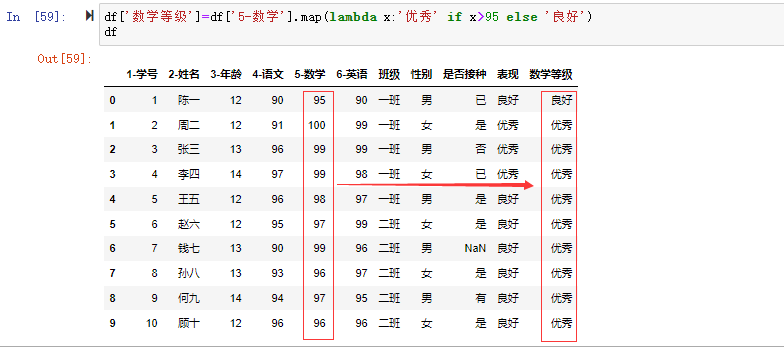 In [59]: df['数学等级']=df['5-数学'].map(lambda x:'优秀' if x>95 else '良好')
df
Out[59]:
1-学号 2-姓名 3-年龄 4-语文 5-数学 6-英语 班级 性别 是否接种 表现 数学等级
0 1 陈一 12 90 95 90 一班 男 已 良好 良好
1 2 周二 12 91 100 99 一班 女 是 优秀 优秀
2 3 张三 13 96 99 99 一班 男 否 优秀 优秀
3 4 李四 14 97 99 98 一班 女 已 优秀 优秀
4 5 王五 12 96 98 97 一班 男 是 良好 优秀
5 6 赵六 12 95 97 99 二班 女 是 良好 优秀
6 7 钱七 13 90 99 96 二班 男 NaN 良好 优秀
7 8 孙八 13 93 96 97 二班 女 是 良好 优秀
8 9 何九 14 94 97 95 二班 男 有 良好 优秀
9 10 顾十 12 96 96 96 二班 女 是 良好 优秀